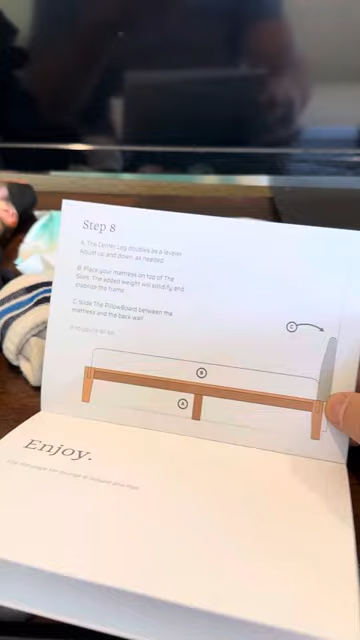 Step 8
A. The Center Leg doubles as a leveler.
Adjust up and down, as needed.
B. Place your mattress on top of The
Slats. The added weight will solidify and
stabilize the frame.
C. Slide The PillowBoard between the
mattress and the back wall
C
B
A
Enjoy.